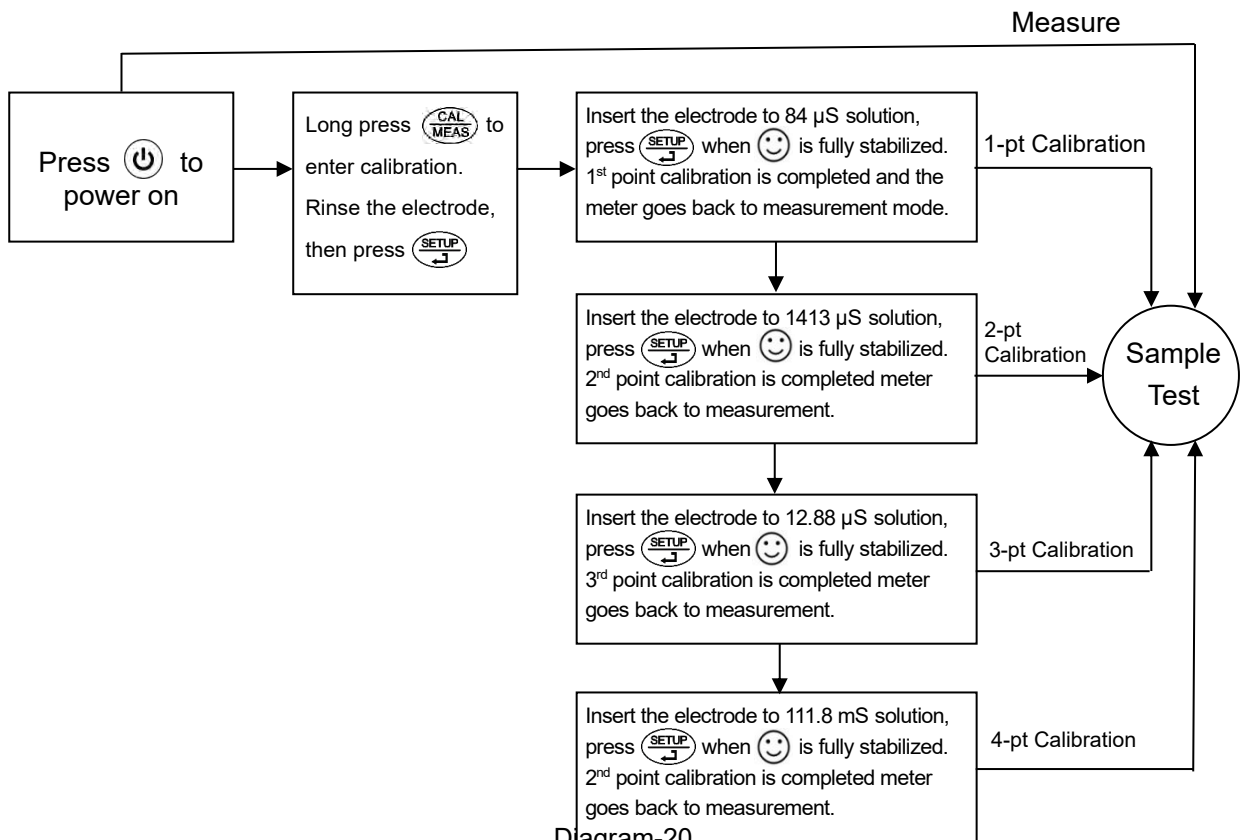 Measure
Press to
power on
Long press CAL
MEAS to
enter calibration.
Rinse the electrode,
then press SETUP
Insert the electrode to 84 µS solution,
press SETUP when is fully stabilized.
1st point calibration is completed and the
meter goes back to measurement mode.
1-pt Calibration
Insert the electrode to 1413 µS solution,
press SETUP when is fully stabilized.
2nd point calibration is completed meter
goes back to measurement.
2-pt
Calibration
Sample
Test
Insert the electrode to 12.88 µS solution,
press SETUP when is fully stabilized.
3rd point calibration is completed meter
goes back to measurement.
3-pt Calibration
Insert the electrode to 111.8 mS solution,
press SETUP when is fully stabilized.
2nd point calibration is completed meter
goes back to measurement.
4-pt Calibration
Diagram-20